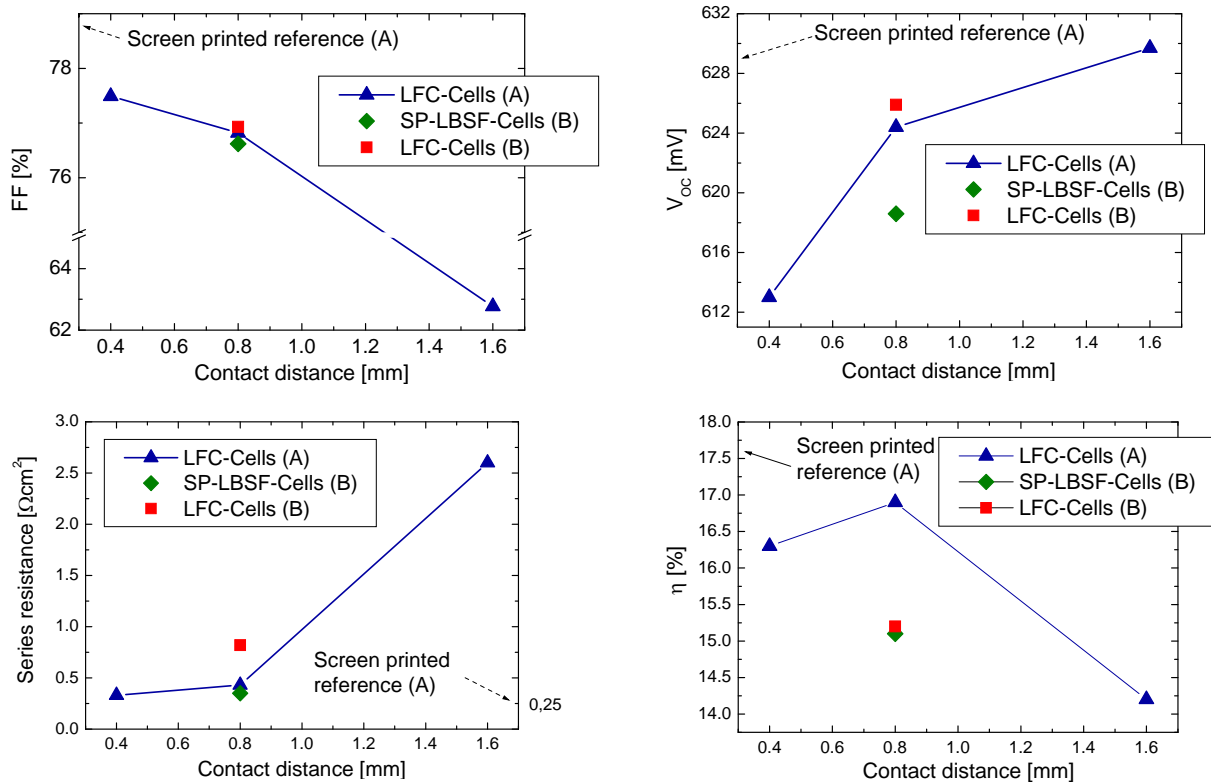 78
76
64
62
FF [%]
Screen printed reference (A)
LFC-Cells (A)
SP-LBSF-Cells (B)
LFC-Cells (B)
0.4 0.6 0.8 1.0 1.2 1.4 1.6
Contact distance [mm]
632
628
624
620
616
612
V_OC [mV]
Screen printed reference (A)
LFC-Cells (A)
SP-LBSF-Cells (B)
LFC-Cells (B)
0.4 0.6 0.8 1.0 1.2 1.4 1.6
Contact distance [mm]
3.0
2.5
2.0
1.5
1.0
0.5
0.0
Series resistance [Ωcm²]
LFC-Cells (A)
SP-LBSF-Cells (B)
LFC-Cells (B)
Screen printed
reference (A)
0,25
0.4 0.6 0.8 1.0 1.2 1.4 1.6
Contact distance [mm]
18.0
17.5
17.0
16.5
16.0
15.5
15.0
14.5
14.0
η [%]
Screen printed
reference (A)
LFC-Cells (A)
SP-LBSF-Cells (B)
LFC-Cells (B)
0.4 0.6 0.8 1.0 1.2 1.4 1.6
Contact distance [mm]